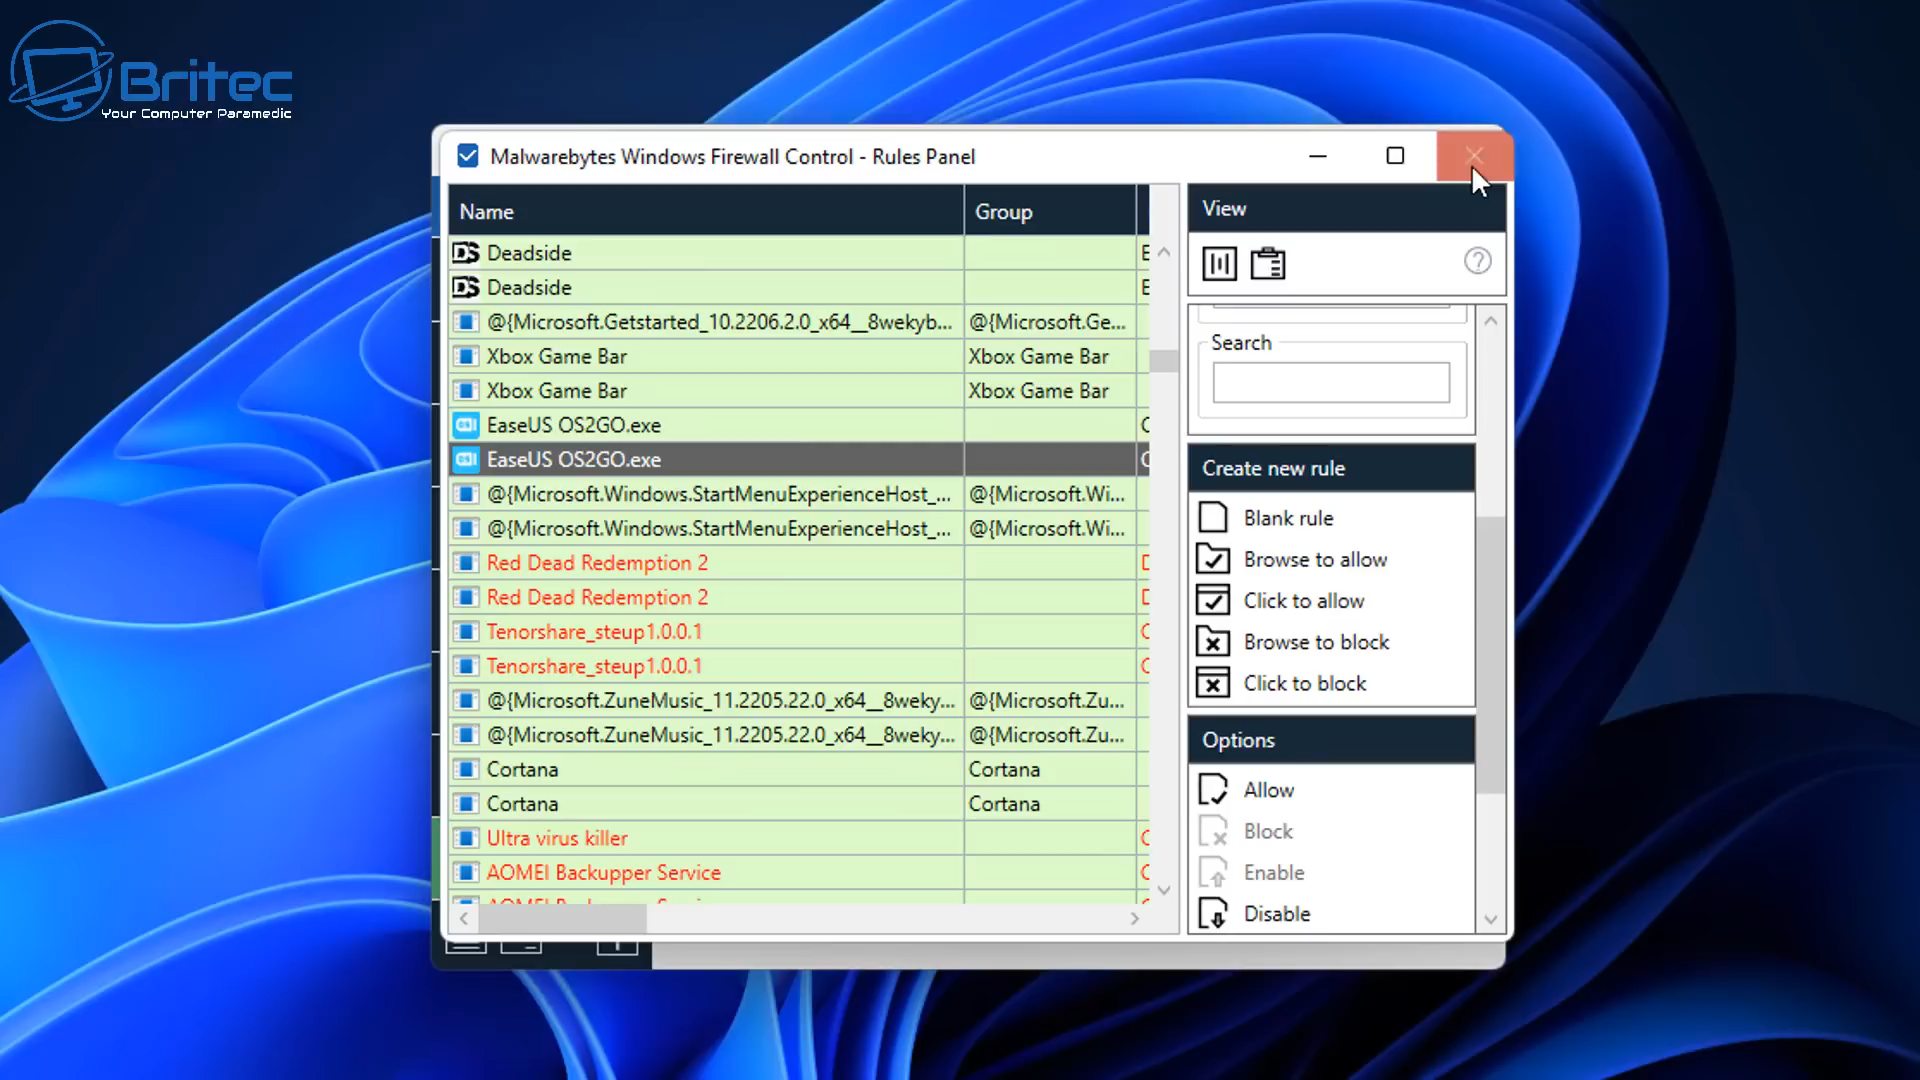 Britec
Your Computer Paramedic
Malwarebytes Windows Firewall Control - Rules Panel
Name Group
Deadside
Deadside
@{Microsoft.Getstarted_10.2206.2.0_x64__8wekyb... @{Microsoft.Ge...
Xbox Game Bar Xbox Game Bar
Xbox Game Bar Xbox Game Bar
EaseUS OS2GO.exe
EaseUS OS2GO.exe
@{Microsoft.Windows.StartMenuExperienceHost_... @{Microsoft.Wi...
@{Microsoft.Windows.StartMenuExperienceHost_... @{Microsoft.Wi...
Red Dead Redemption 2
Red Dead Redemption 2
Tenorshare_steup1.0.0.1
Tenorshare_steup1.0.0.1
@{Microsoft.ZuneMusic_11.2205.22.0_x64__8weky... @{Microsoft.Zu...
@{Microsoft.ZuneMusic_11.2205.22.0_x64__8weky... @{Microsoft.Zu...
Cortana Cortana
Cortana Cortana
Ultra virus killer
AOMEI Backupper Service
View
Search
Create new rule
Blank rule
Browse to allow
Click to allow
Browse to block
Click to block
Options
Allow
Block
Enable
Disable